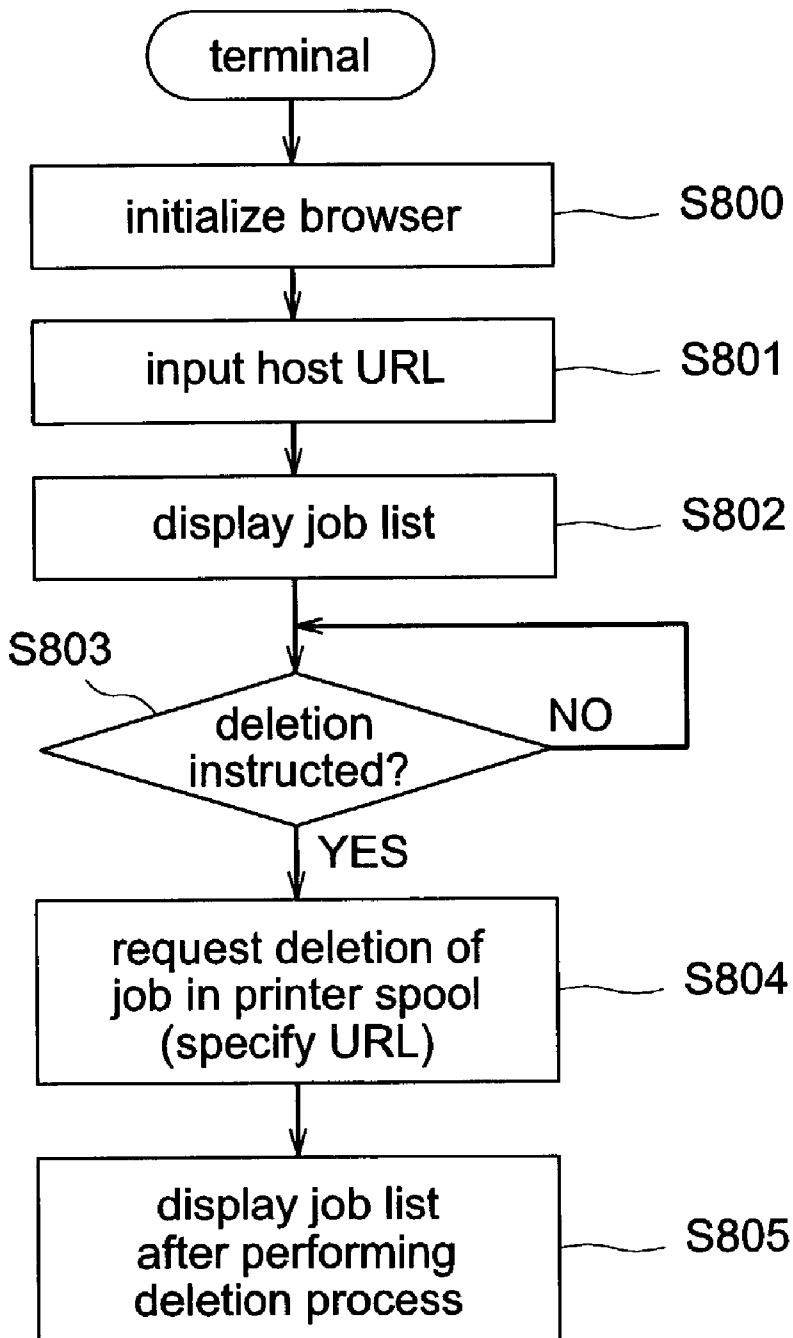 terminal
initialize browser
S800
input host URL
S801
display job list
S802
S803
deletion
instructed?
NO
YES
request deletion of
job in printer spool
(specify URL)
S804
display job list
after performing
deletion process
S805